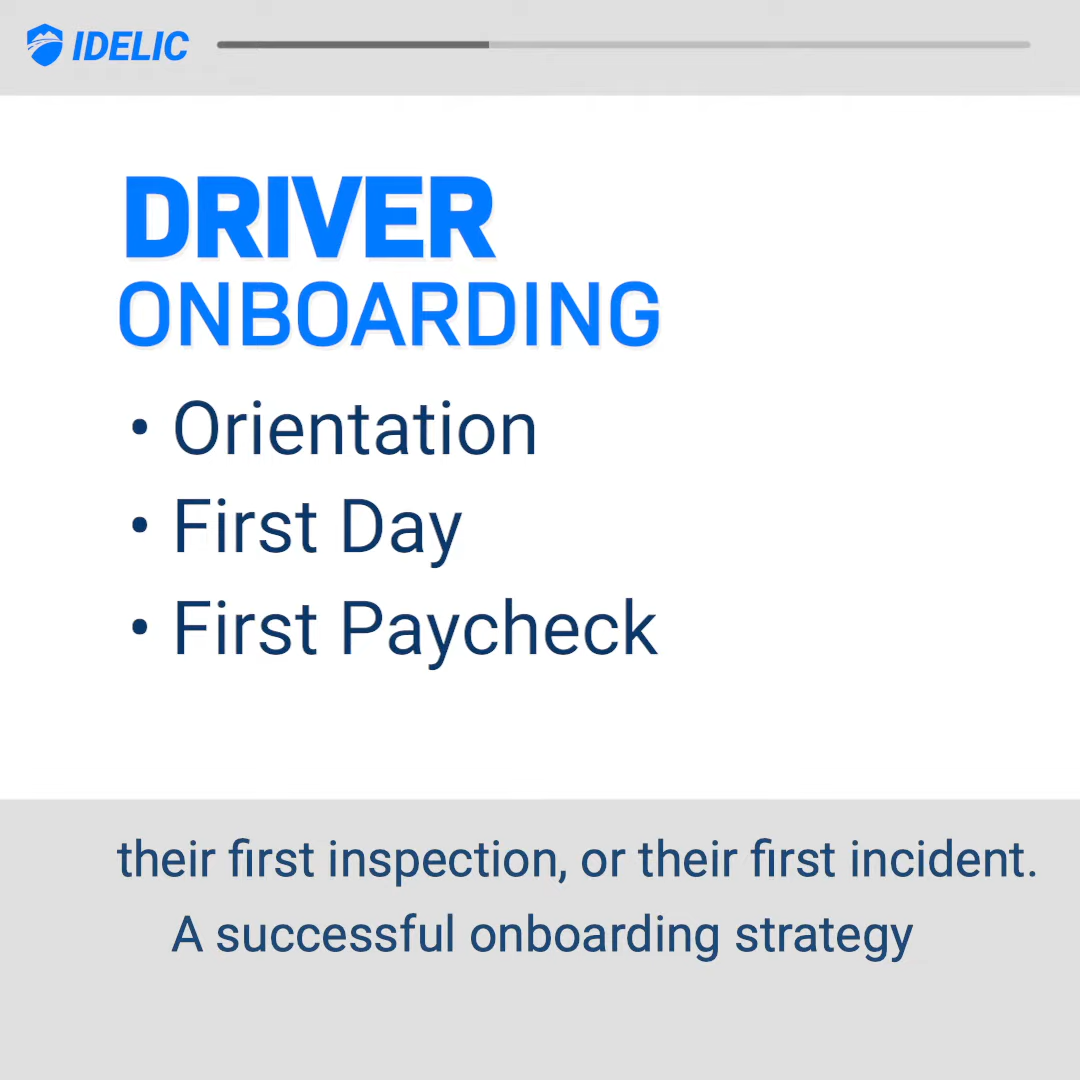 IDELIC
DRIVER
ONBOARDING
• Orientation
• First Day
• First Paycheck
their first inspection, or their first incident.
A successful onboarding strategy